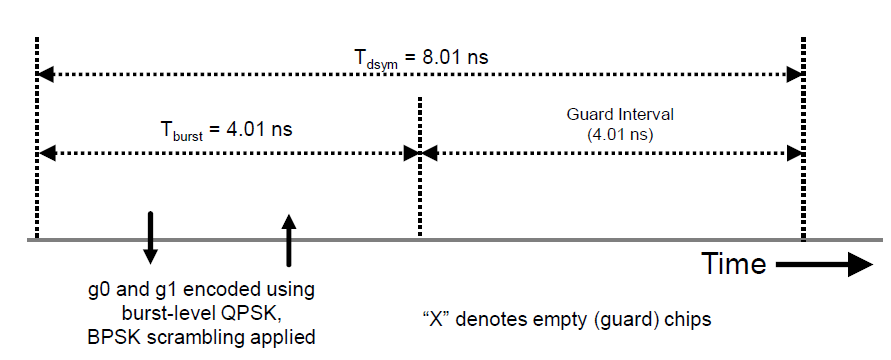 Tdsym = 8.01 ns
Tburst = 4.01 ns
Guard Interval
(4.01 ns)
Time
g0 and g1 encoded using
burst-level QPSK,
BPSK scrambling applied
“X” denotes empty (guard) chips